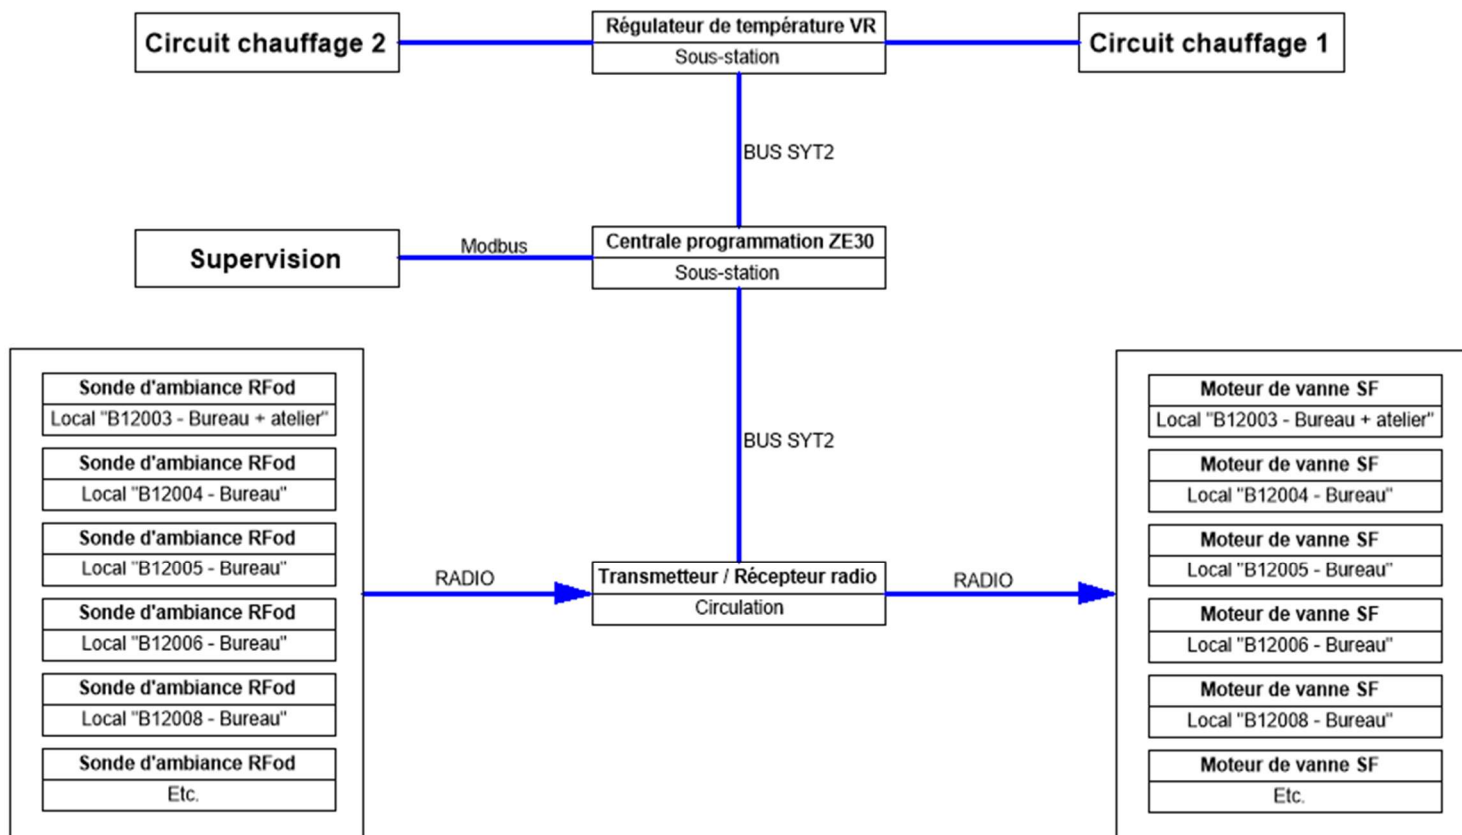 Circuit chauffage 2
Régulateur de température VR
Sous-station
Circuit chauffage 1
BUS SYT2
Supervision
Modbus
Centrale programmation ZE30
Sous-station
BUS SYT2
Sonde d'ambiance RFod
Local "B12003 - Bureau + atelier"
Sonde d'ambiance RFod
Local "B12004 - Bureau"
Sonde d'ambiance RFod
Local "B12005 - Bureau"
Sonde d'ambiance RFod
Local "B12006 - Bureau"
Sonde d'ambiance RFod
Local "B12008 - Bureau"
Sonde d'ambiance RFod
Etc.
RADIO
Transmetteur / Récepteur radio
Circulation
RADIO
Moteur de vanne SF
Local "B12003 - Bureau + atelier"
Moteur de vanne SF
Local "B12004 - Bureau"
Moteur de vanne SF
Local "B12005 - Bureau"
Moteur de vanne SF
Local "B12006 - Bureau"
Moteur de vanne SF
Local "B12008 - Bureau"
Moteur de vanne SF
Etc.